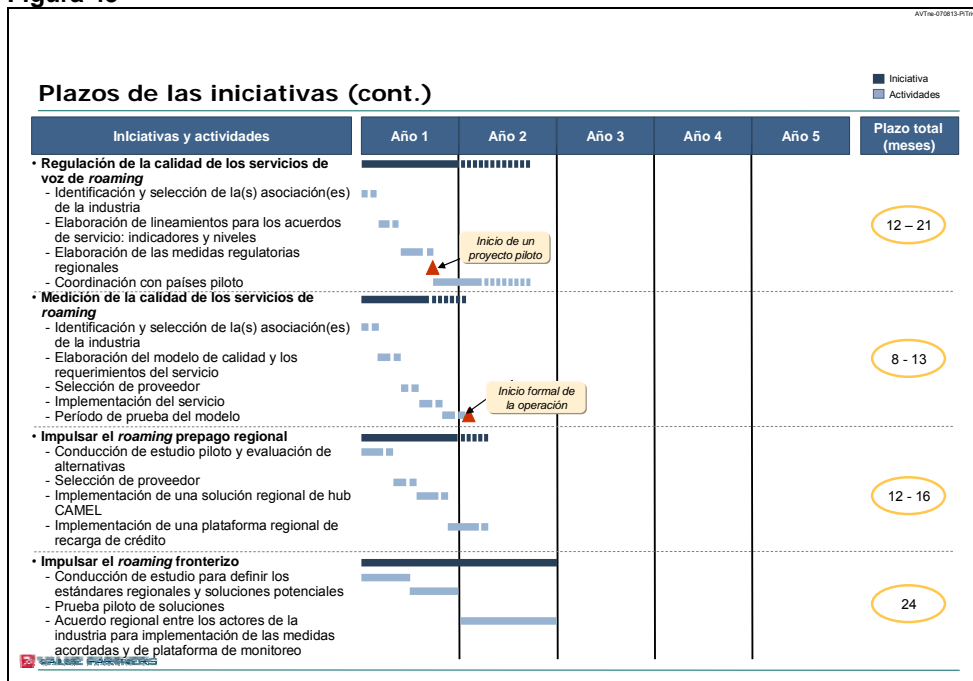 AVTne-070813-PiTriv
Plazos de las iniciativas (cont.)
Iniciativa
Actividades
Iniciativas y actividades
Año 1
Año 2
Año 3
Año 4
Año 5
Plazo total
(meses)
• Regulación de la calidad de los servicios de
voz de roaming
- Identificación y selección de la(s) asociación(es)
de la industria
- Elaboración de lineamientos para los acuerdos
de servicio: indicadores y niveles
- Elaboración de las medidas regulatorias
regionales
- Coordinación con países piloto
Inicio de un
proyecto piloto
12 – 21
• Medición de la calidad de los servicios de
roaming
- Identificación y selección de la(s) asociación(es)
de la industria
- Elaboración del modelo de calidad y los
requerimientos del servicio
- Selección de proveedor
- Implementación del servicio
- Período de prueba del modelo
Inicio formal de
la operación
8 - 13
• Impulsar el roaming prepago regional
- Conducción de estudio piloto y evaluación de
alternativas
- Selección de proveedor
- Implementación de una solución regional de hub
CAMEL
- Implementación de una plataforma regional de
recarga de crédito
12 - 16
• Impulsar el roaming fronterizo
- Conducción de estudio para definir los
estándares regionales y soluciones potenciales
- Prueba piloto de soluciones
- Acuerdo regional entre los actores de la
industria para implementación de las medidas
acordadas y de plataforma de monitoreo
24
VALUE PARTNERS